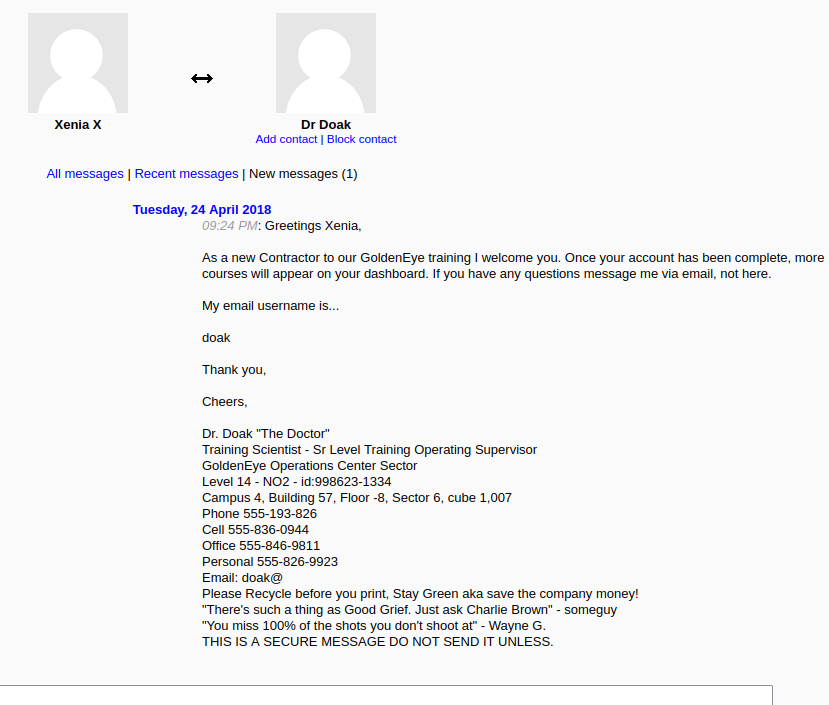 Xenia X
Dr Doak
Add contact | Block contact
All messages | Recent messages | New messages (1)
Tuesday, 24 April 2018
09:24 PM: Greetings Xenia,
As a new Contractor to our GoldenEye training I welcome you. Once your account has been complete, more
courses will appear on your dashboard. If you have any questions message me via email, not here.
My email username is...
doak
Thank you,
Cheers,
Dr. Doak "The Doctor"
Training Scientist - Sr Level Training Operating Supervisor
GoldenEye Operations Center Sector
Level 14 - NO2 - id:998623-1334
Campus 4, Building 57, Floor -8, Sector 6, cube 1,007
Phone 555-193-826
Cell 555-836-0944
Office 555-846-9811
Personal 555-826-9923
Email: doak@
Please Recycle before you print, Stay Green aka save the company money!
"There's such a thing as Good Grief. Just ask Charlie Brown" - someguy
"You miss 100% of the shots you don't shoot at" - Wayne G.
THIS IS A SECURE MESSAGE DO NOT SEND IT UNLESS.